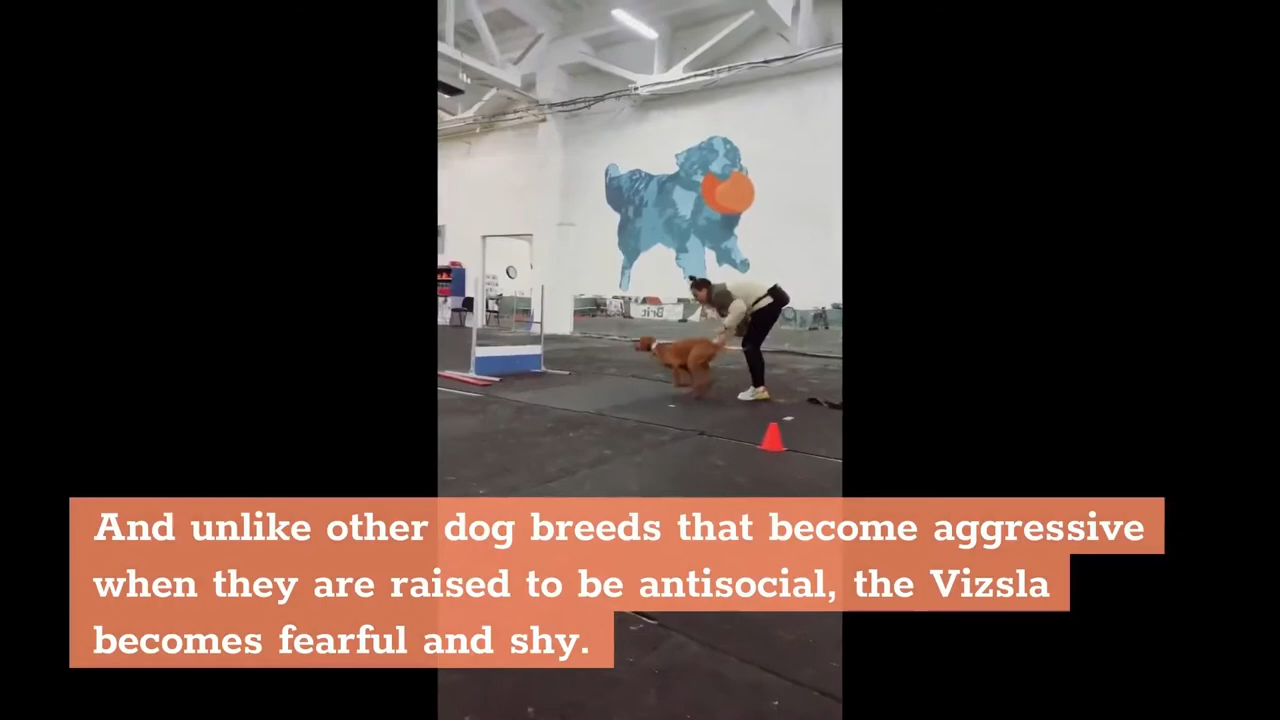 Brit
And unlike other dog breeds that become aggressive
when they are raised to be antisocial, the Vizsla
becomes fearful and shy.